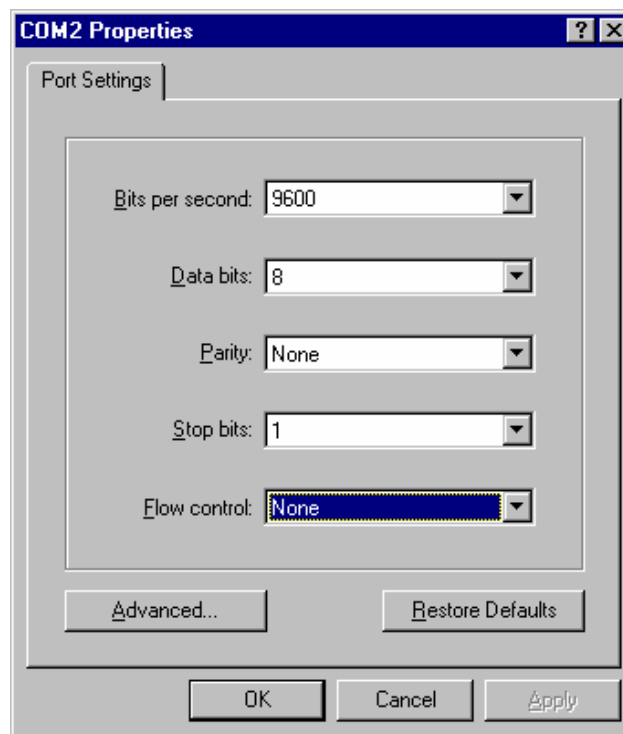 COM2 Properties
Port Settings
Bits per second: 9600
Data bits: 8
Parity: None
Stop bits: 1
Flow control: None
Advanced... Restore Defaults
OK Cancel Apply